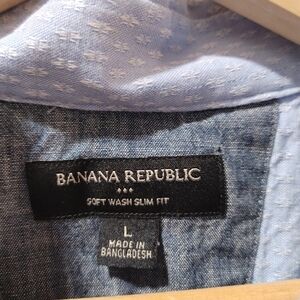 BANANA REPUBLIC
SOFT WASH SLIM FIT
L
MADE IN
BANGLADESH